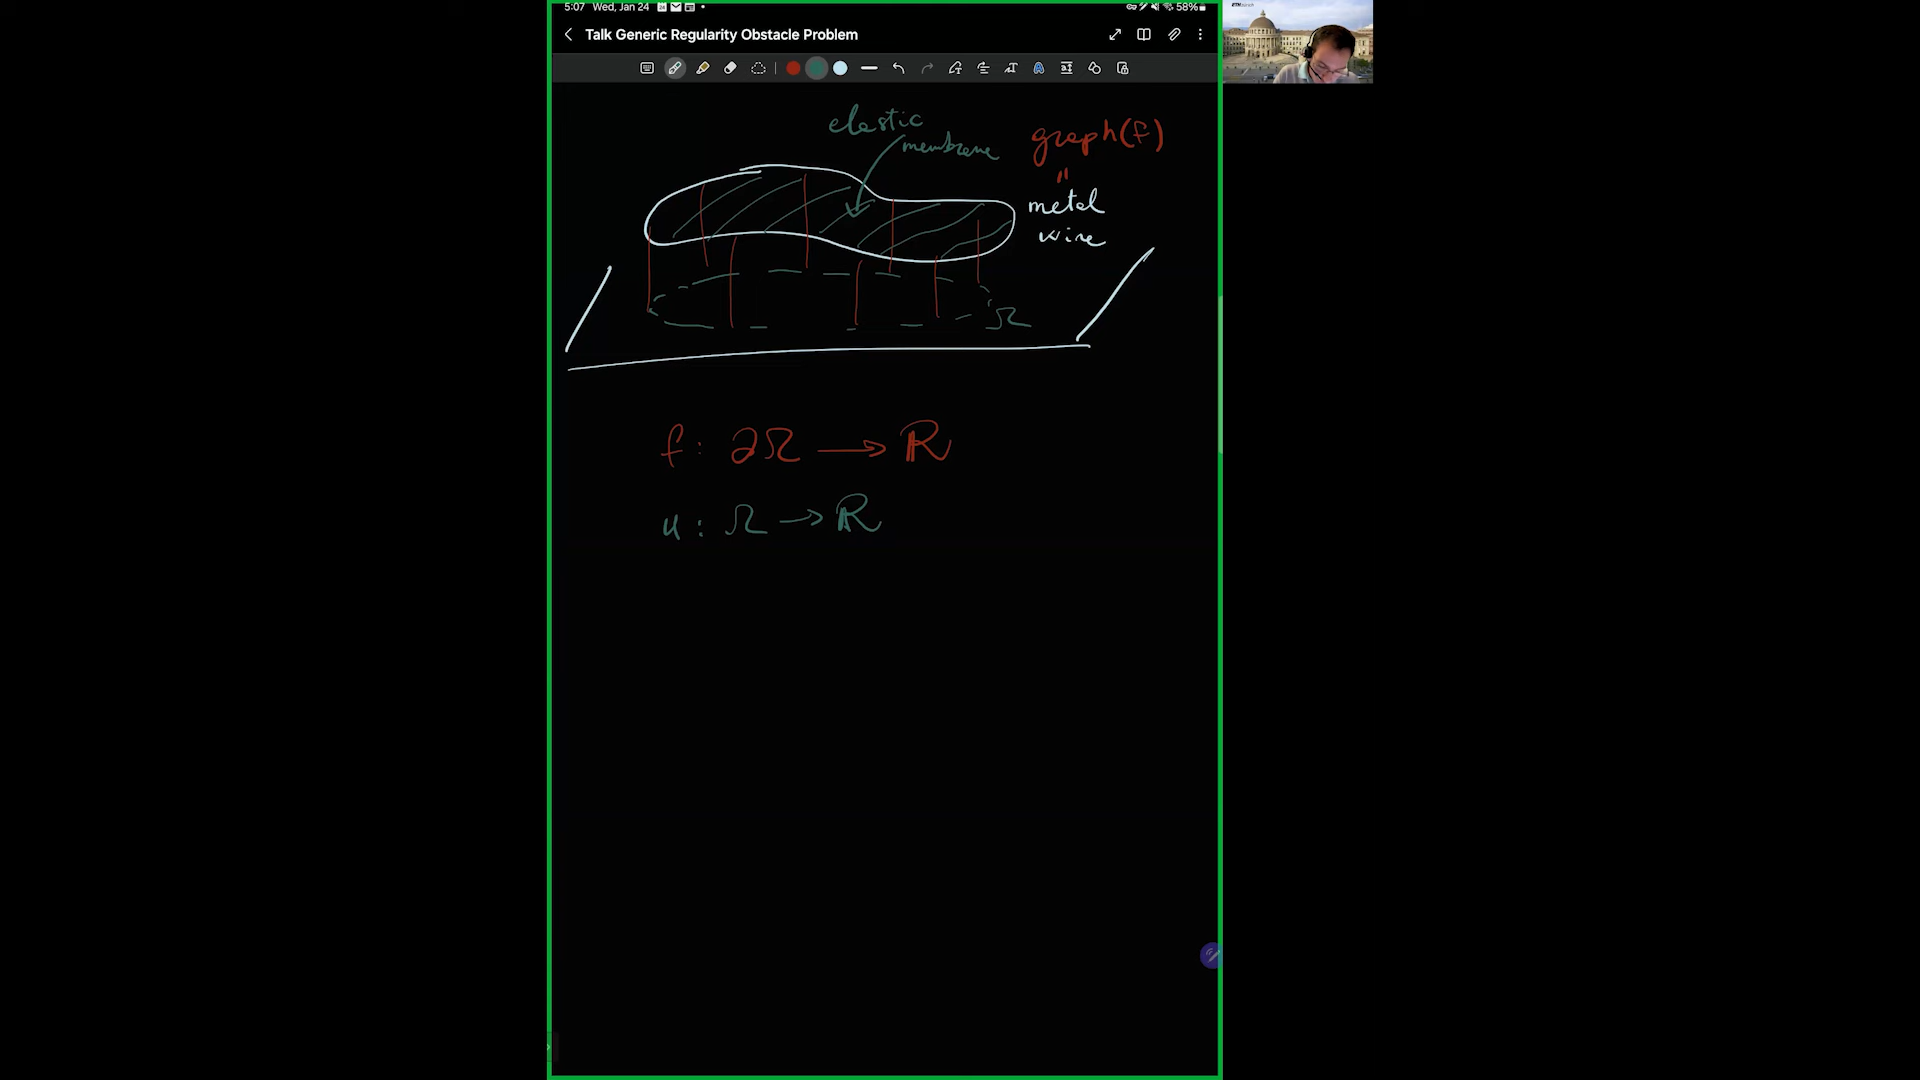 5:07 Wed, Jan 24
58%
Talk Generic Regularity Obstacle Problem
elastic
membrane
graph(f)
"
metal
wire
Ω
f: ∂Ω → ℝ
u: Ω → ℝ